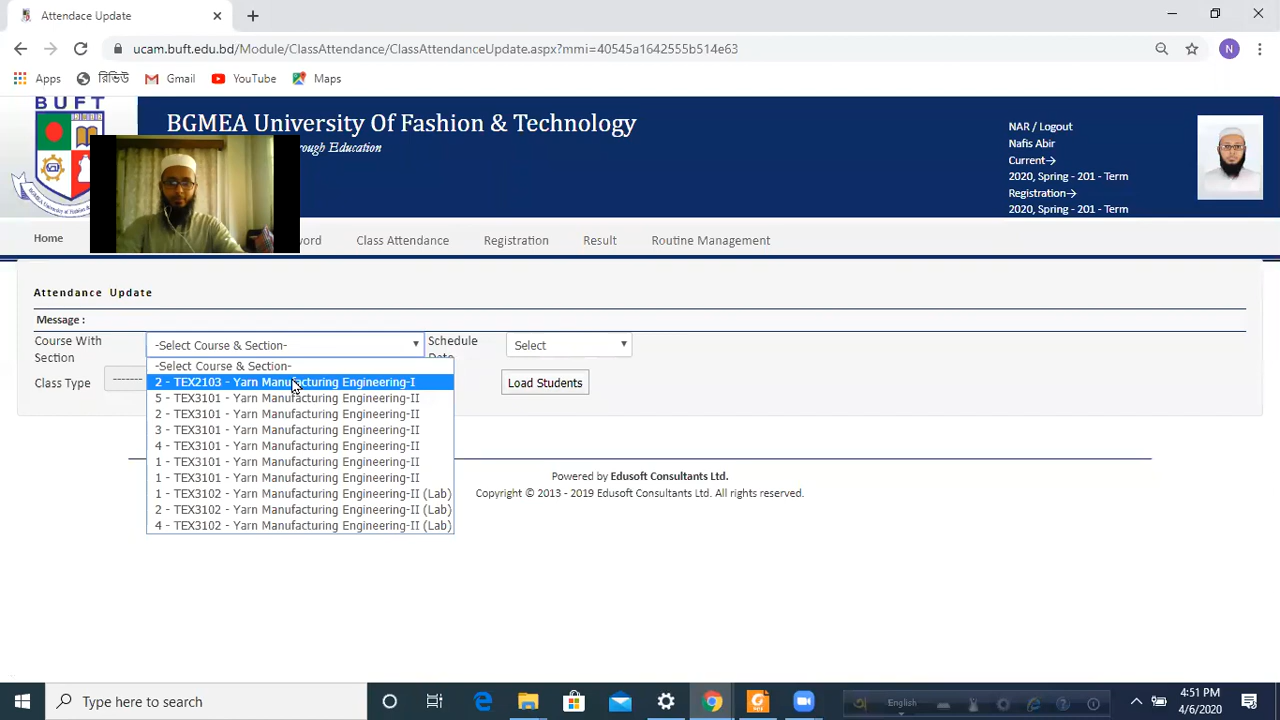 Attendace Update
ucam.buft.edu.bd/Module/ClassAttendance/ClassAttendanceUpdate.aspx?mmi=40545a1642555b514e63
N
Apps
রিভিউ
Gmail
YouTube
Maps
BUFT
BGMEA University Of Fashion & Technology
rough Education
NAR / Logout
Nafis Abir
Current→
2020, Spring - 201 - Term
Registration→
2020, Spring - 201 - Term
Home
word
Class Attendance
Registration
Result
Routine Management
Attendance Update
Message :
Course With Section
-Select Course & Section-
Schedule Date
Select
Class Type
-------
Load Students
-Select Course & Section-
2 - TEX2103 - Yarn Manufacturing Engineering-I
5 - TEX3101 - Yarn Manufacturing Engineering-II
2 - TEX3101 - Yarn Manufacturing Engineering-II
3 - TEX3101 - Yarn Manufacturing Engineering-II
4 - TEX3101 - Yarn Manufacturing Engineering-II
1 - TEX3101 - Yarn Manufacturing Engineering-II
1 - TEX3101 - Yarn Manufacturing Engineering-II
1 - TEX3102 - Yarn Manufacturing Engineering-II (Lab)
2 - TEX3102 - Yarn Manufacturing Engineering-II (Lab)
4 - TEX3102 - Yarn Manufacturing Engineering-II (Lab)
Powered by Edusoft Consultants Ltd.
Copyright © 2013 - 2019 Edusoft Consultants Ltd. All rights reserved.
Type here to search
English
4:51 PM
4/6/2020